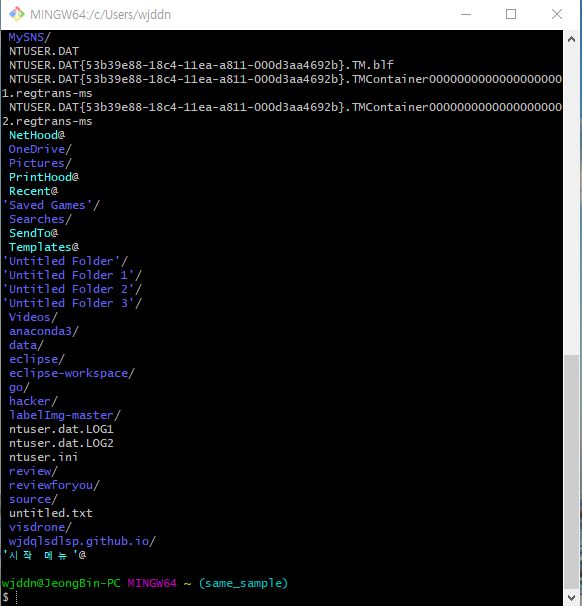 MINGW64:/c/Users/wjddn
MySNS/
NTUSER.DAT
NTUSER.DAT{53b39e88-18c4-11ea-a811-000d3aa4692b}.TM.blf
NTUSER.DAT{53b39e88-18c4-11ea-a811-000d3aa4692b}.TMContainer0000000000000000000
1.regtrans-ms
NTUSER.DAT{53b39e88-18c4-11ea-a811-000d3aa4692b}.TMContainer0000000000000000000
2.regtrans-ms
NetHood@
OneDrive/
Pictures/
PrintHood@
Recent@
'Saved Games'/
Searches/
SendTo@
Templates@
'Untitled Folder'/
'Untitled Folder 1'/
'Untitled Folder 2'/
'Untitled Folder 3'/
Videos/
anaconda3/
data/
eclipse/
eclipse-workspace/
go/
hacker/
labelImg-master/
ntuser.dat.LOG1
ntuser.dat.LOG2
ntuser.ini
review/
reviewforyou/
source/
untitled.txt
visdrone/
wjdqlsdlsp.github.io/
'시작 메뉴'@
wjddn@JeongBin-PC MINGW64 ~ (same_sample)
$